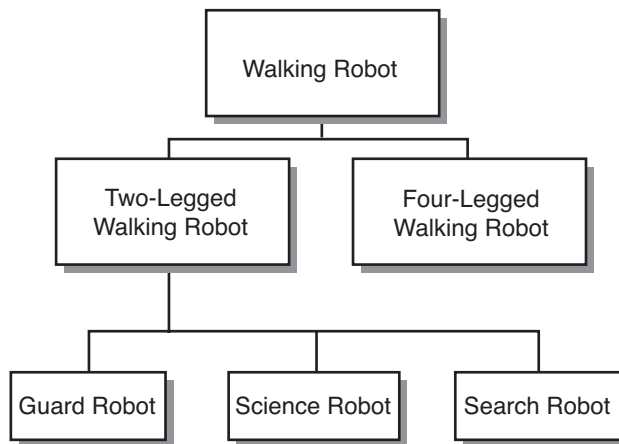 Walking Robot
Two-Legged
Walking Robot
Four-Legged
Walking Robot
Guard Robot
Science Robot
Search Robot